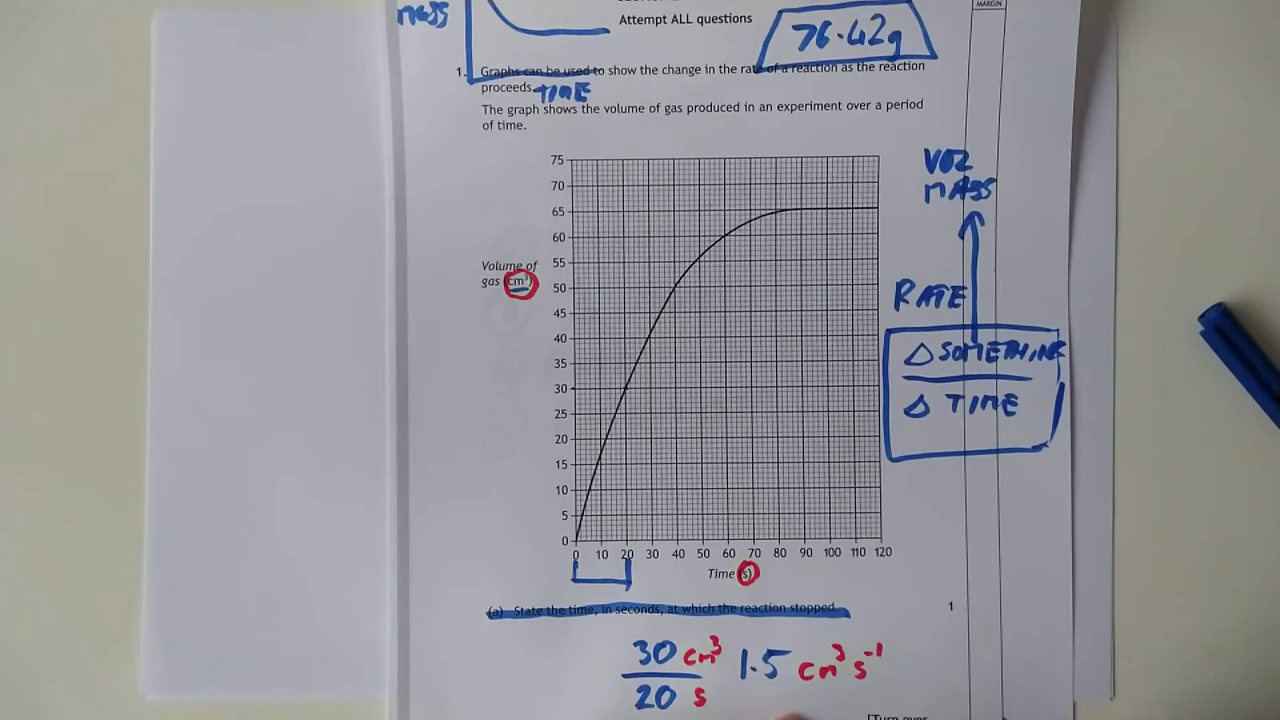 MASS
Attempt ALL questions
76.42g
MARGIN
1. Graphs can be used to show the change in the rate of a reaction as the reaction
proceeds.
TIME
The graph shows the volume of gas produced in an experiment over a period
of time.
75
70
65
60
55
50
45
40
35
30
25
20
15
10
5
0
Volume of
gas (cm³)
0 10 20 30 40 50 60 70 80 90 100 110 120
Time (s)
VOL
MASS
RATE
Δ SOMETHING
Δ TIME
(a) State the time, in seconds, at which the reaction stopped.
1
30 cm³
20 s
1.5 cm³ s⁻¹
[Turn over